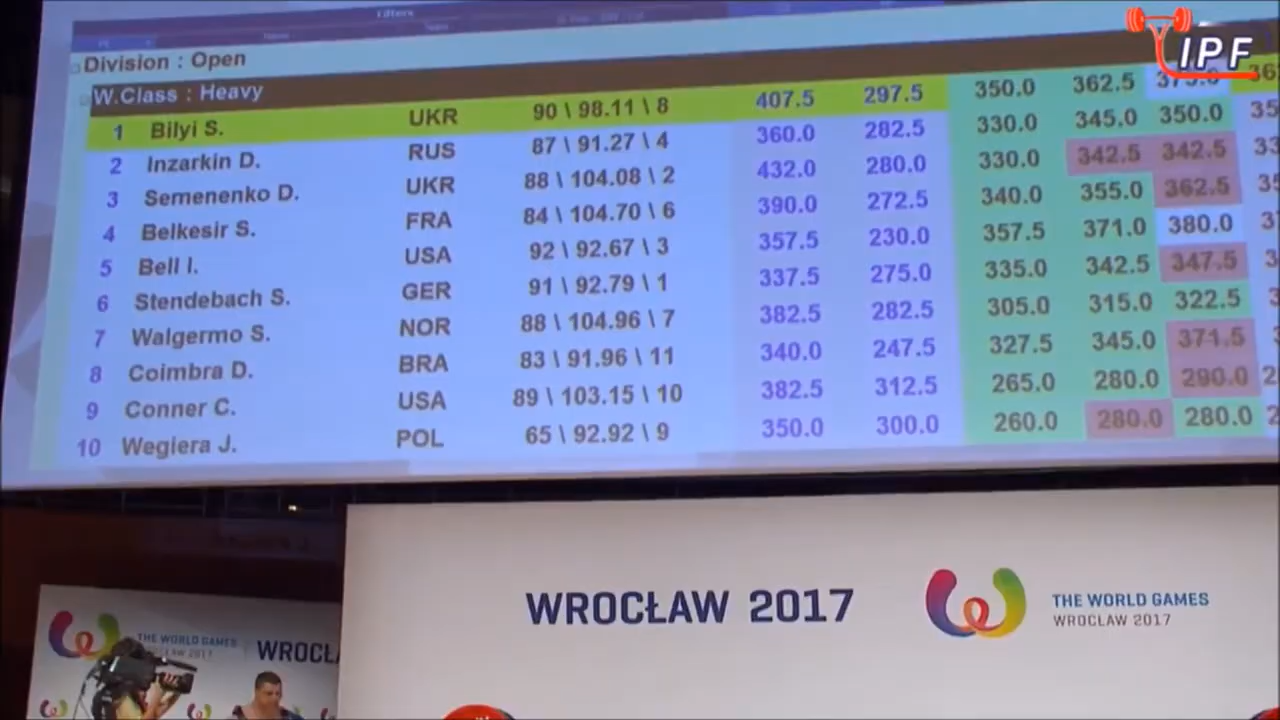 Filters
Division : Open
W.Class : Heavy
1 Bilyi S. UKR 90 \ 98.11 \ 8 407.5 297.5 350.0 362.5
2 Inzarkin D. RUS 87 \ 91.27 \ 4 360.0 282.5 330.0 345.0 350.0
3 Semenenko D. UKR 88 \ 104.08 \ 2 432.0 280.0 330.0 342.5 342.5
4 Belkesir S. FRA 84 \ 104.70 \ 6 390.0 272.5 340.0 355.0 362.5
5 Bell I. USA 92 \ 92.67 \ 3 357.5 230.0 357.5 371.0 380.0
6 Stendebach S. GER 91 \ 92.79 \ 1 337.5 275.0 335.0 342.5 347.5
7 Walgermo S. NOR 88 \ 104.96 \ 7 382.5 282.5 305.0 315.0 322.5
8 Coimbra D. BRA 83 \ 91.96 \ 11 340.0 247.5 327.5 345.0 371.5
9 Conner C. USA 89 \ 103.15 \ 10 382.5 312.5 265.0 280.0 290.0
10 Wegiera J. POL 65 \ 92.92 \ 9 350.0 300.0 260.0 280.0 280.0
IPF
WROCŁAW 2017
THE WORLD GAMES
WROCLAW 2017
THE WORLD GAMES
WROCLAW 2017
WROCŁA